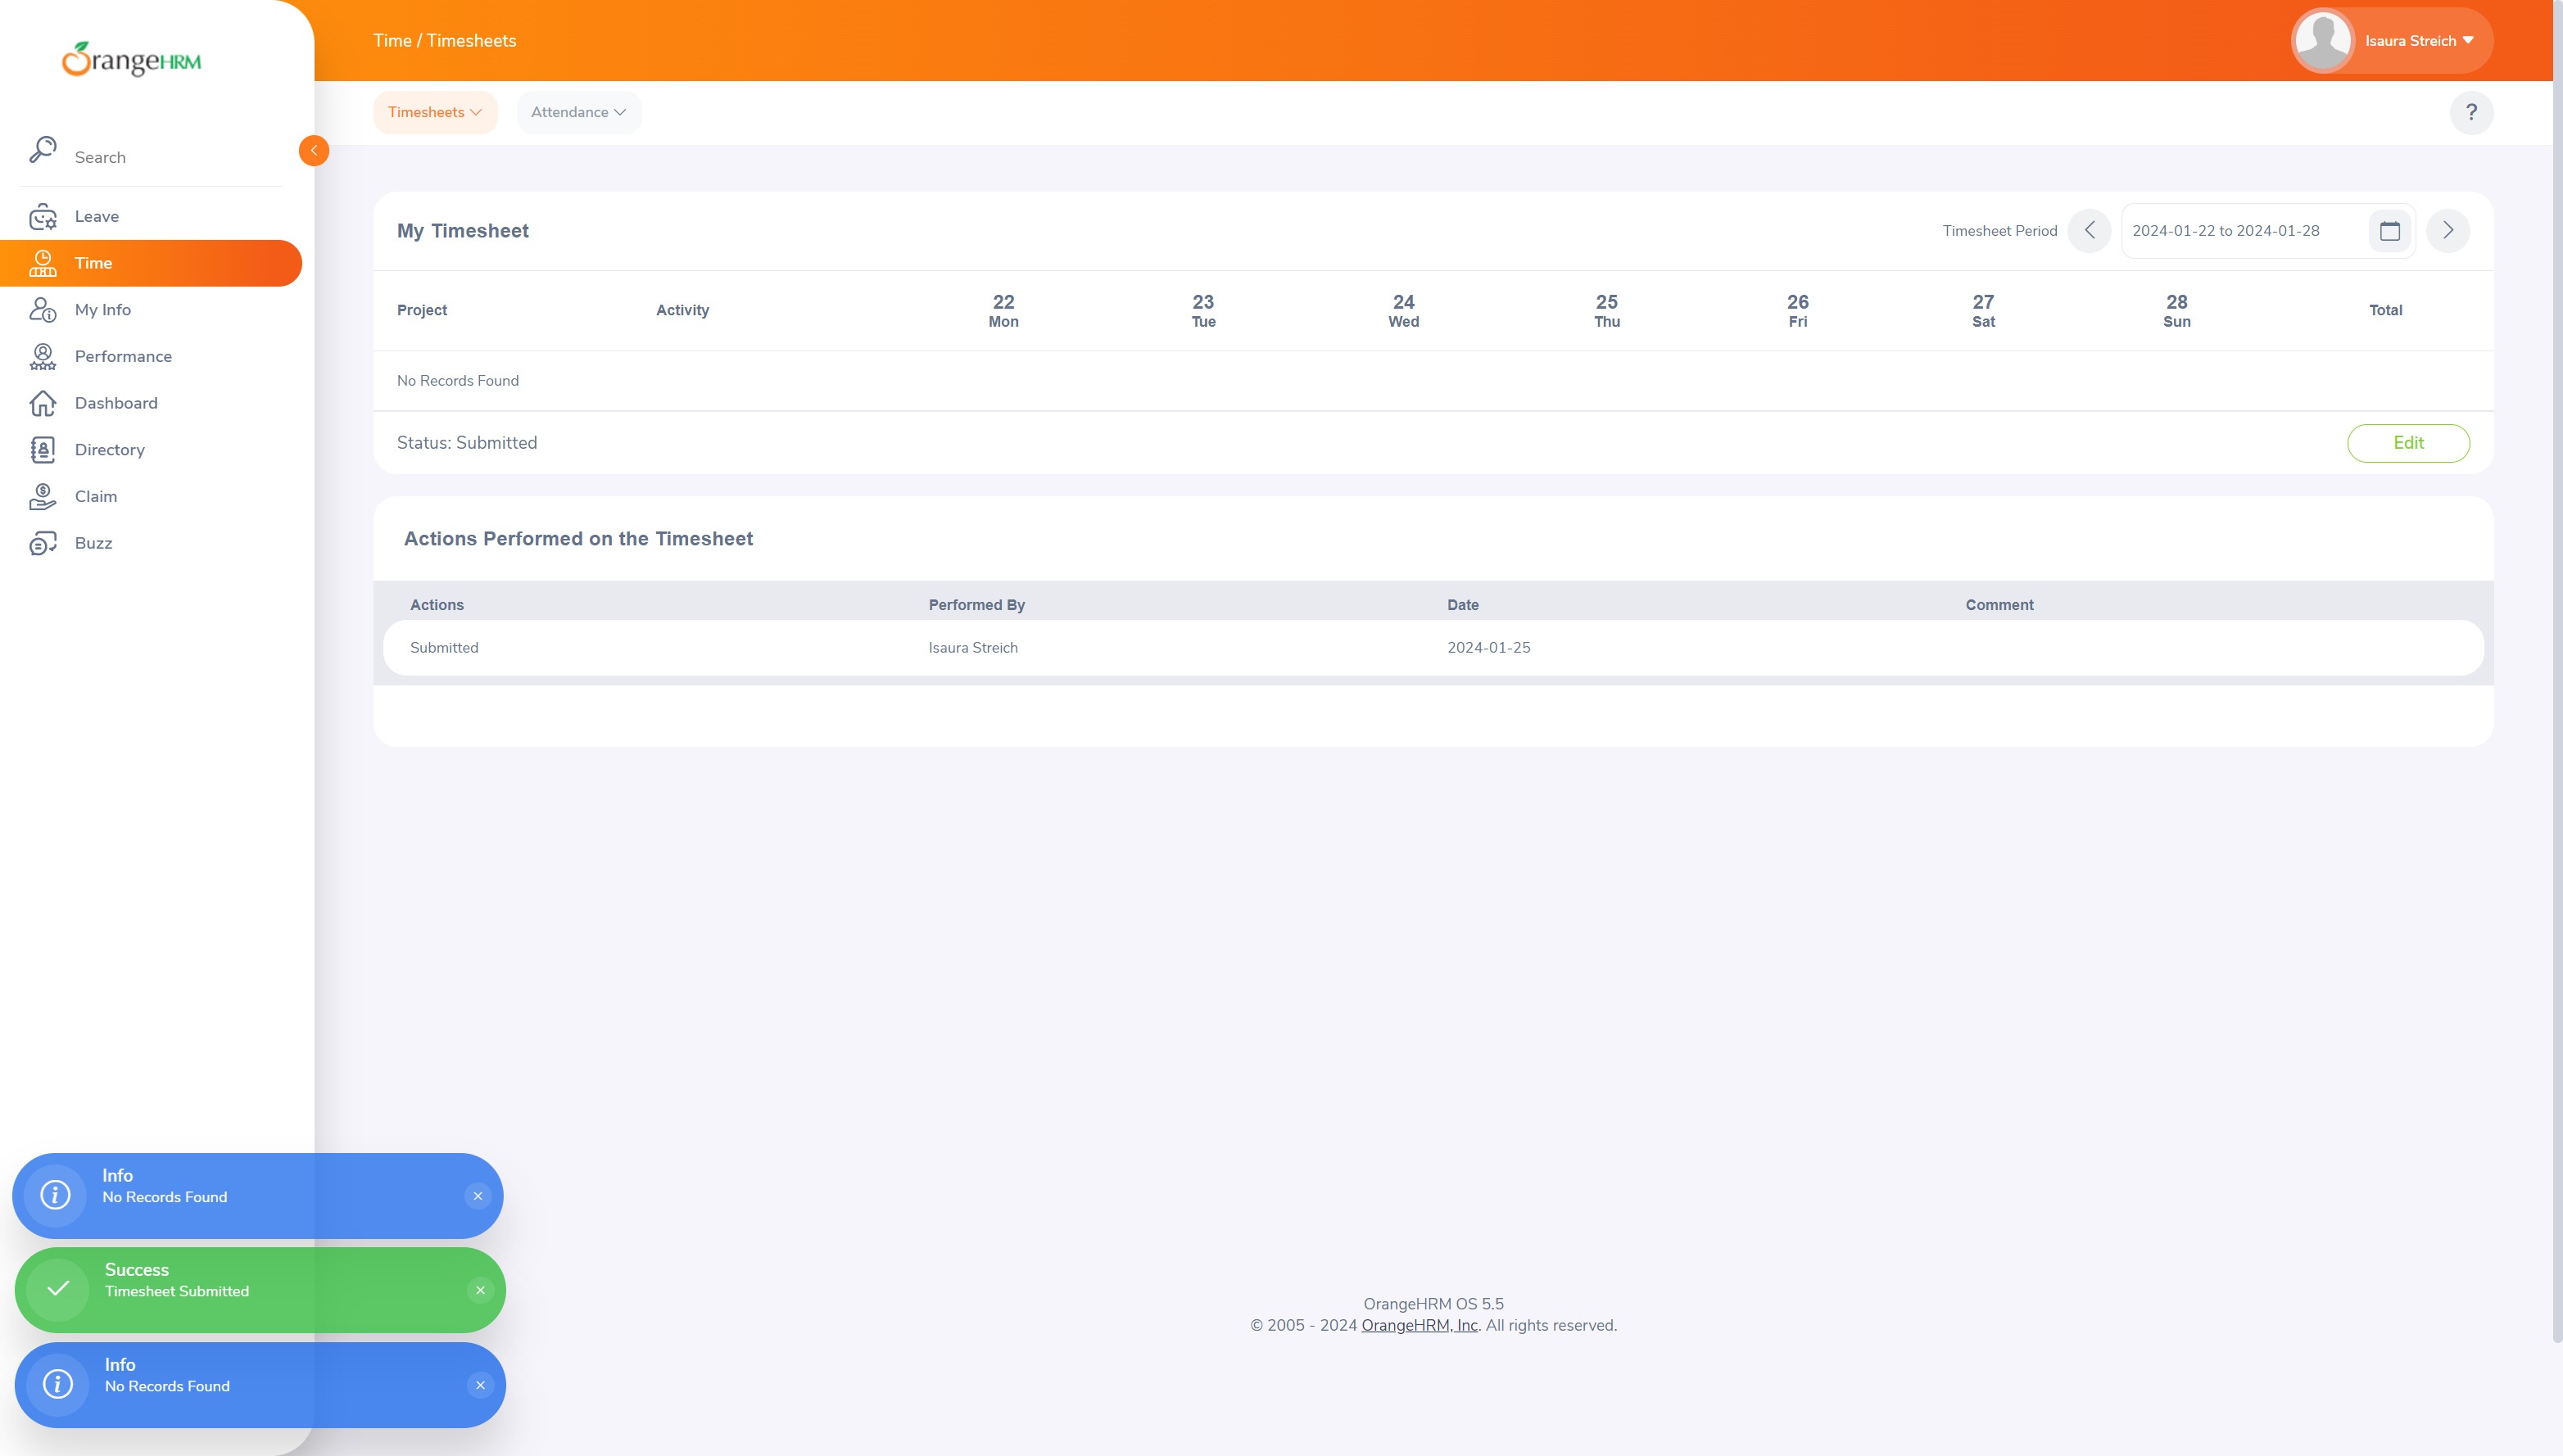 OrangeHRM
Time / Timesheets
Isaura Streich
Timesheets
Attendance
?
Search
Leave
Time
My Info
Performance
Dashboard
Directory
Claim
Buzz
My Timesheet
Timesheet Period
2024-01-22 to 2024-01-28
Project Activity 22 Mon 23 Tue 24 Wed 25 Thu 26 Fri 27 Sat 28 Sun Total
No Records Found
Status: Submitted
Edit
Actions Performed on the Timesheet
Actions Performed By Date Comment
Submitted Isaura Streich 2024-01-25
Info
No Records Found
Success
Timesheet Submitted
Info
No Records Found
OrangeHRM OS 5.5
© 2005 - 2024 OrangeHRM, Inc. All rights reserved.